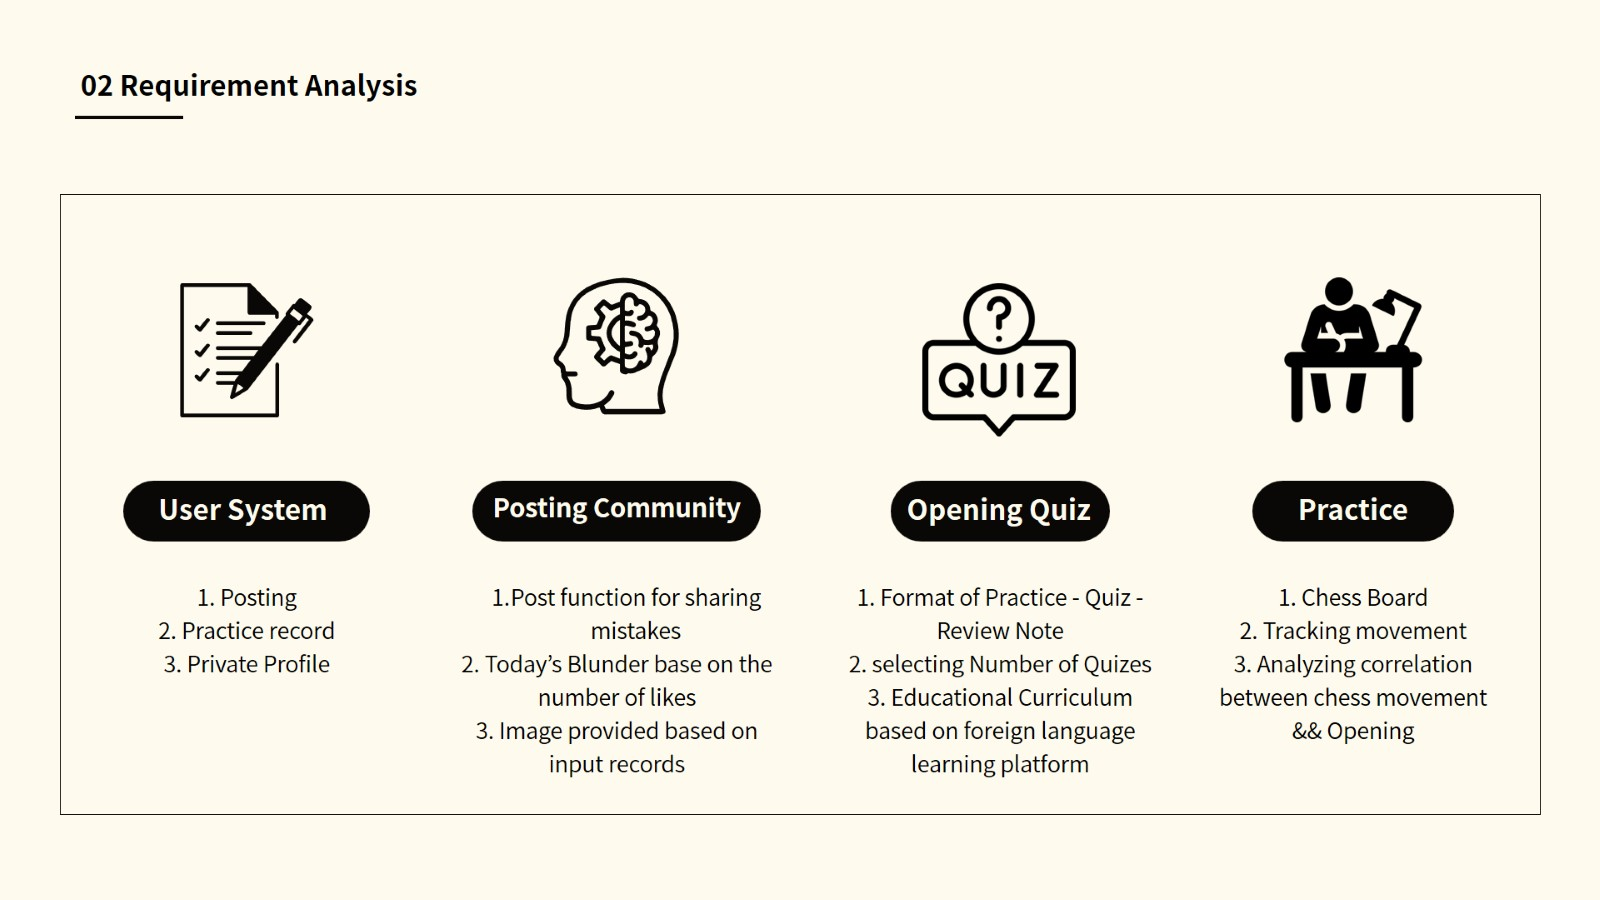 02 Requirement Analysis
?
QUIZ
User System
Posting Community
Opening Quiz
Practice
1. Posting
2. Practice record
3. Private Profile
1.Post function for sharing
mistakes
2. Today’s Blunder base on the
number of likes
3. Image provided based on
input records
1. Format of Practice - Quiz -
Review Note
2. selecting Number of Quizes
3. Educational Curriculum
based on foreign language
learning platform
1. Chess Board
2. Tracking movement
3. Analyzing correlation
between chess movement
&& Opening